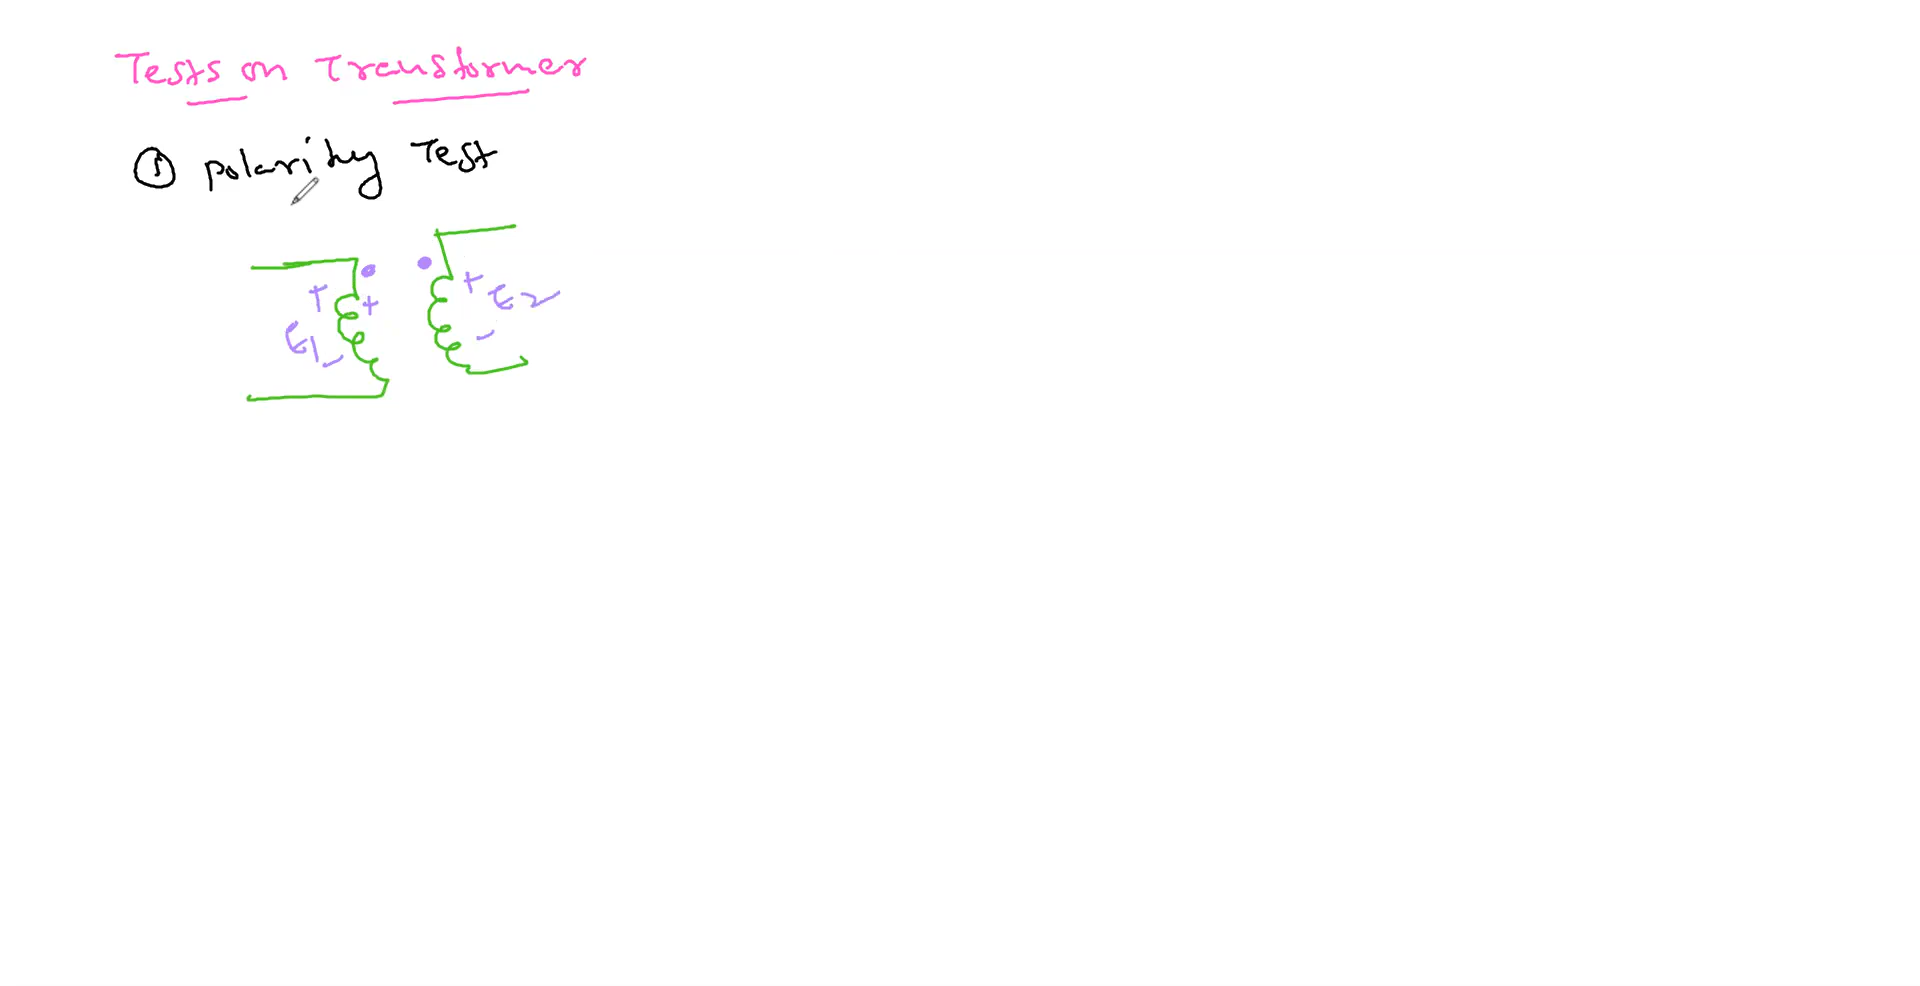 Tests on Transformer
① Polarity Test
+ + + E2
E1 - -